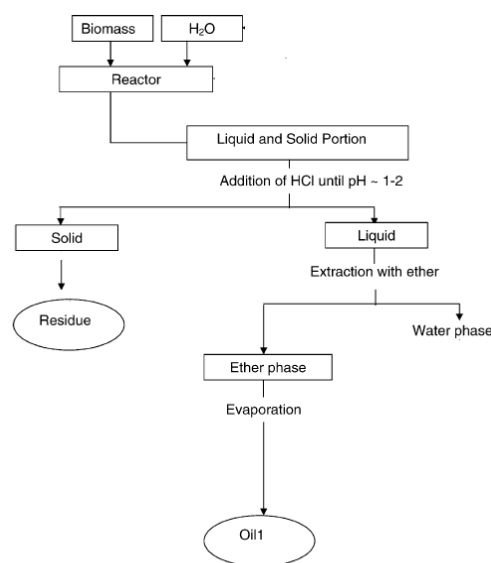 Biomass
H₂O
Reactor
Liquid and Solid Portion
Addition of HCl until pH ~ 1-2
Solid
Liquid
Extraction with ether
Residue
Water phase
Ether phase
Evaporation
Oil1